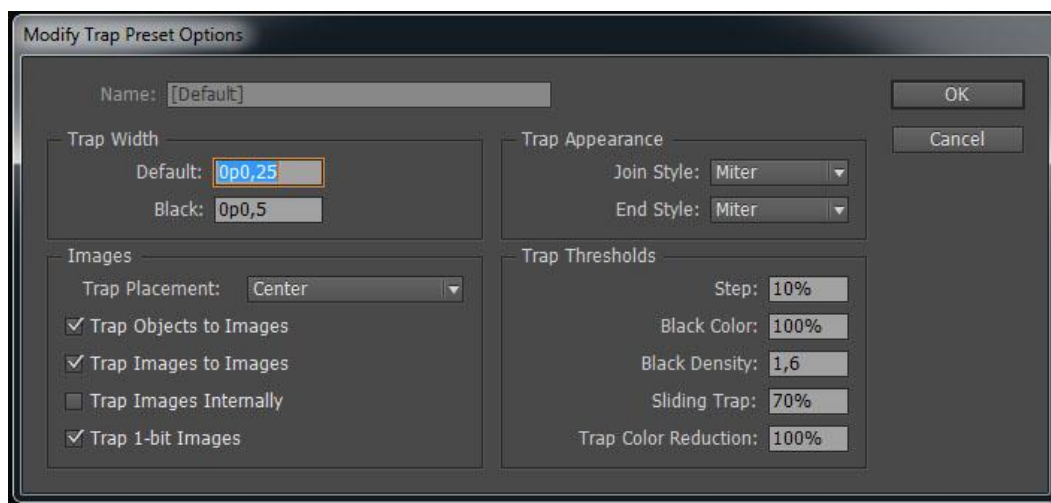 Modify Trap Preset Options
Name: [Default]
OK
Cancel
Trap Width
Default: 0p0,25
Black: 0p0,5
Trap Appearance
Join Style: Miter
End Style: Miter
Images
Trap Placement: Center
Trap Objects to Images
Trap Images to Images
Trap Images Internally
Trap 1-bit Images
Trap Thresholds
Step: 10%
Black Color: 100%
Black Density: 1,6
Sliding Trap: 70%
Trap Color Reduction: 100%